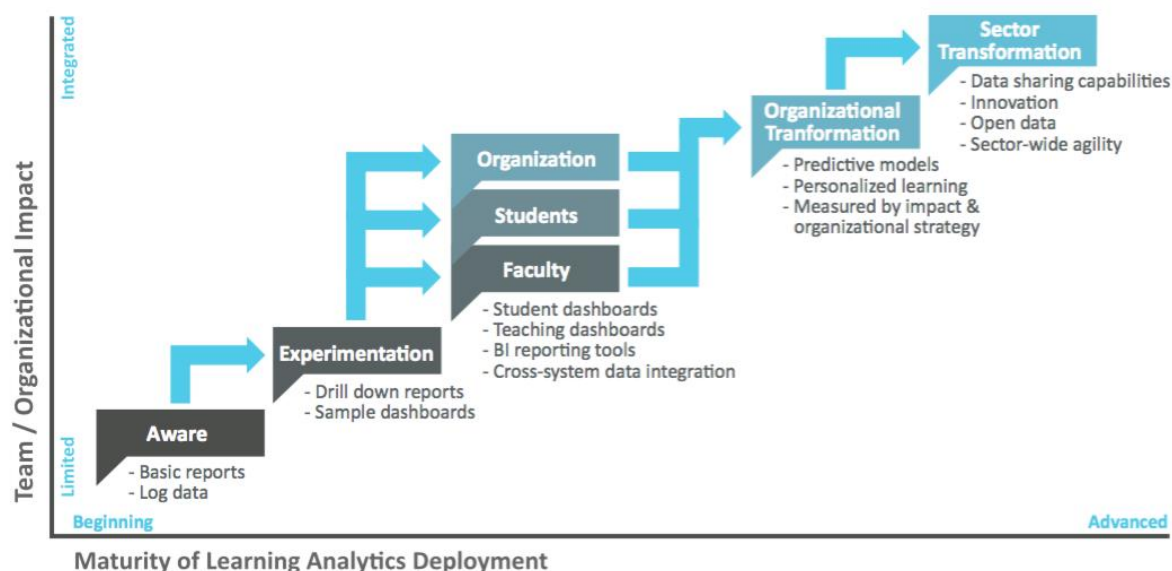 Team / Organizational Impact
Integrated
Limited
Sector
Transformation
- Data sharing capabilities
- Innovation
- Open data
- Sector-wide agility
Organizational
Tranformation
- Predictive models
- Personalized learning
- Measured by impact &
organizational strategy
Organization
Students
Faculty
- Student dashboards
- Teaching dashboards
- BI reporting tools
- Cross-system data integration
Experimentation
- Drill down reports
- Sample dashboards
Aware
- Basic reports
- Log data
Beginning
Advanced
Maturity of Learning Analytics Deployment